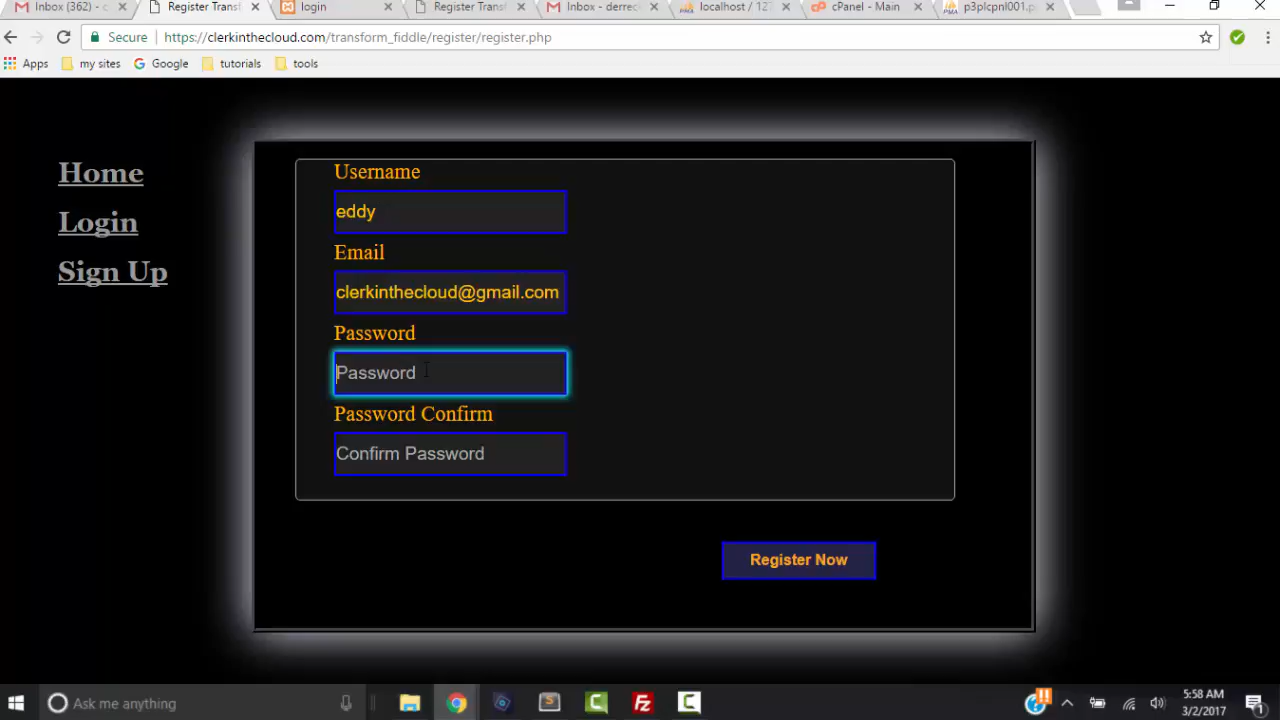 Inbox (362) - c
Register Transf
login
Register Transf
Inbox - derreck
localhost / 127
cPanel - Main
p3plcpnl001.p
Secure
https://clerkinthecloud.com/transform_fiddle/register/register.php
Apps
my sites
Google
tutorials
tools
Home
Login
Sign Up
Username
eddy
Email
clerkinthecloud@gmail.com
Password
Password
Password Confirm
Confirm Password
Register Now
Ask me anything
5:58 AM
3/2/2017